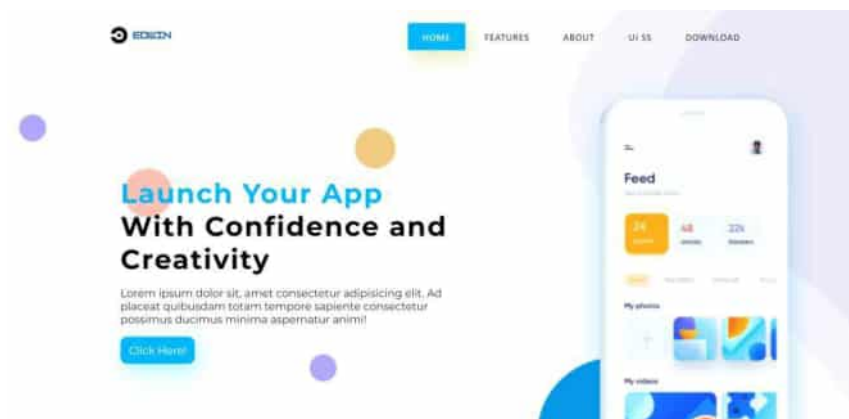 EDWIN
HOME FEATURES ABOUT Ui SS DOWNLOAD
Launch Your App
With Confidence and
Creativity
Lorem ipsum dolor sit, amet consectetur adipisicing elit. Ad
placeat quibusdam totam tempore sapiente consectetur
possimus ducimus minima aspernatur animi!
Click Here!
Feed
24 48 22k
My photos
My videos